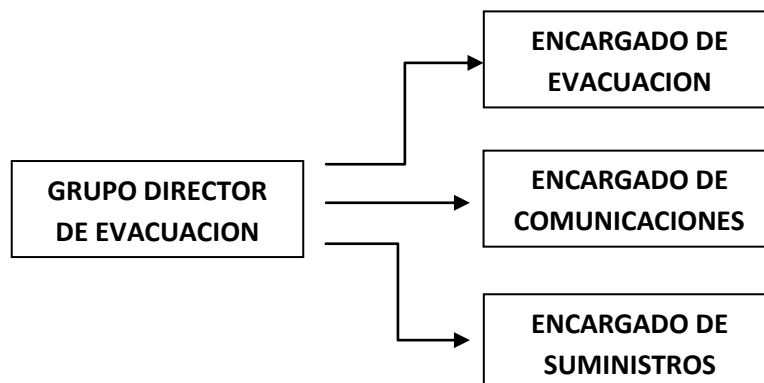 ENCARGADO DE
EVACUACION
GRUPO DIRECTOR
DE EVACUACION
ENCARGADO DE
COMUNICACIONES
ENCARGADO DE
SUMINISTROS